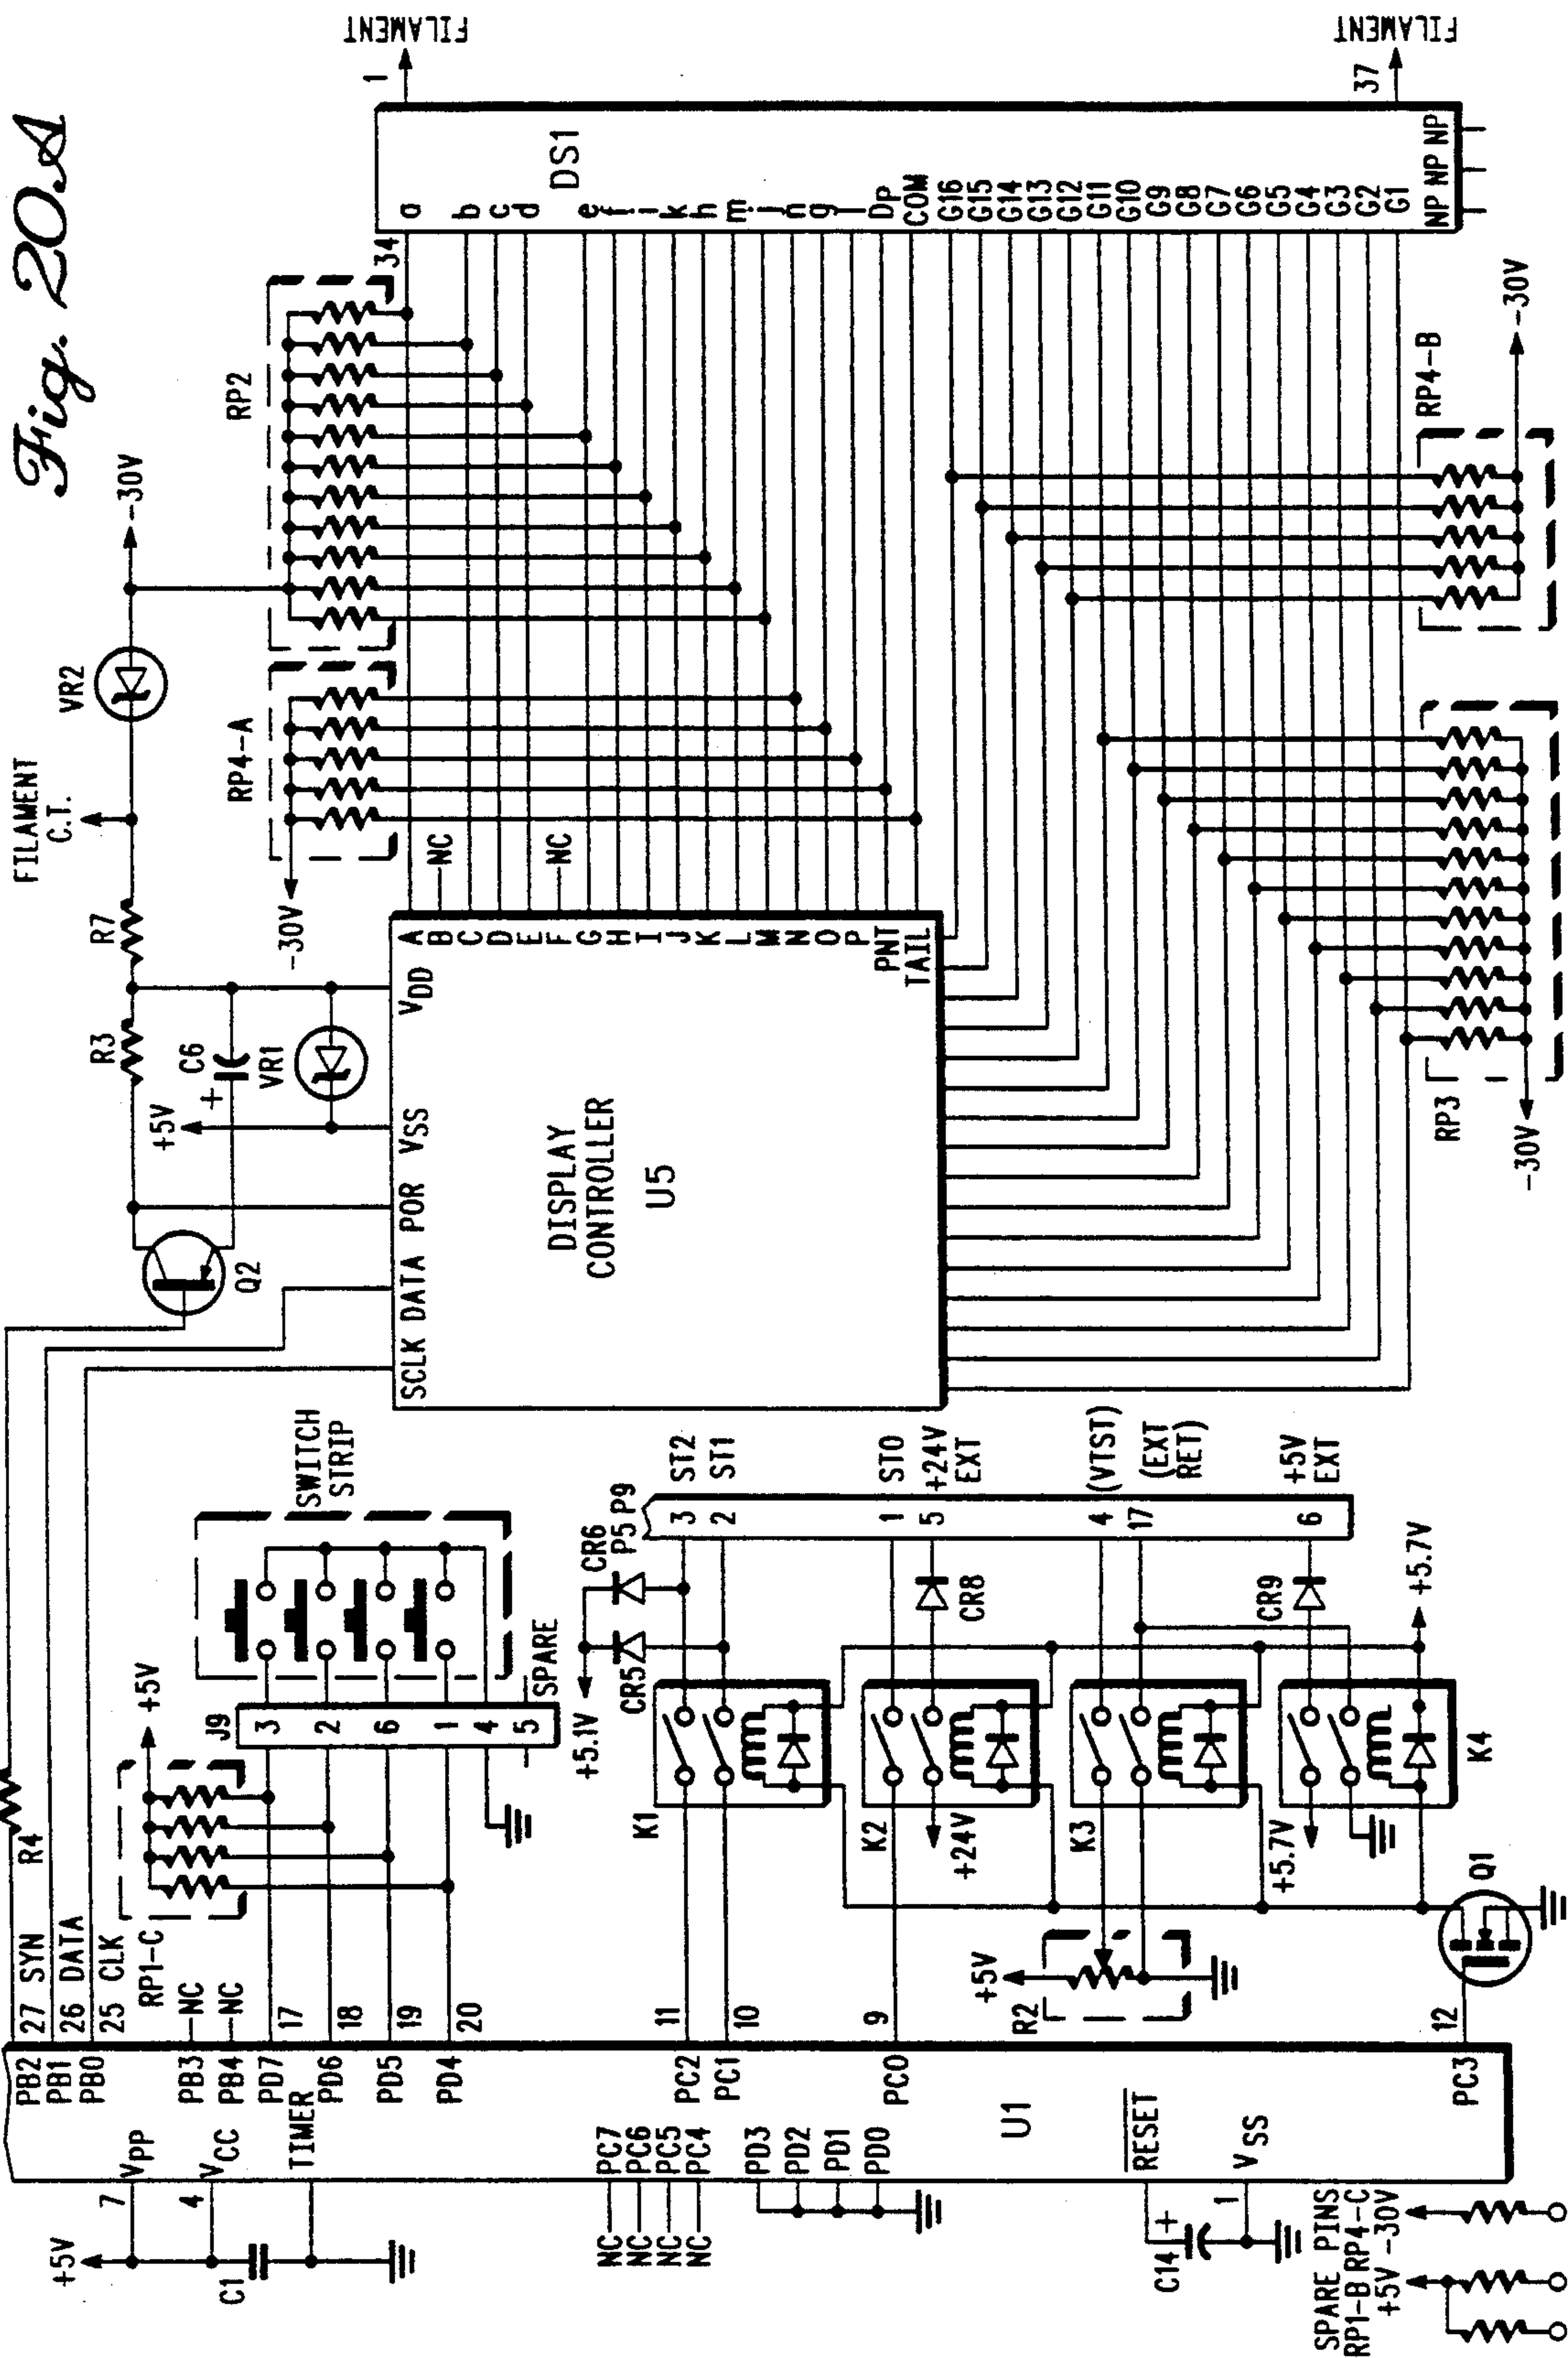 Fig. 20A
27 SYN
R4
26 DATA
25 CLK
PB2
PB1
PB0
PB3
NC
PB4
NC
PD7
17
PD6
18
PD5
19
PD4
20
RP1-C
+5V
J9
3
2
6
1
4
5
SPARE
SWITCH
STRIP
7
VPP
4
VCC
TIMER
+5V
C1
NC
PC7
NC
PC6
NC
PC5
NC
PC4
PD3
PD2
PD1
PD0
U1
RESET
VSS
1
C14
+
PC2
11
PC1
10
PC0
9
PC3
12
SPARE PINS
RP1-B RP4-C
+5V -30V
K1
K2
+24V
K3
+5V
R2
+5.7V
K4
Q1
+5.1V
CR5
CR6
P5 P9
3
ST2
2
ST1
1
ST0
5
+24V
EXT
CR8
4
(VTST)
17
(EXT
RET)
6
+5V
EXT
CR9
+5.7V
Q2
R3
R7
C6
+
VR1
+5V
FILAMENT
C.T.
VR2
-30V
SCLK
DATA
POR
VSS
VDD
DISPLAY
CONTROLLER
U5
A
B
NC
C
D
E
F
NC
G
H
I
J
K
L
M
N
O
P
PNT
TAIL
RP4-A
-30V
RP2
34
1
FILAMENT
DS1
a
b
c
d
e
f
i
k
h
m
j
n
g
l
Dp
COM
G16
G15
G14
G13
G12
G11
G10
G9
G8
G7
G6
G5
G4
G3
G2
G1
NP NP NP
37
FILAMENT
RP3
-30V
RP4-B
-30V